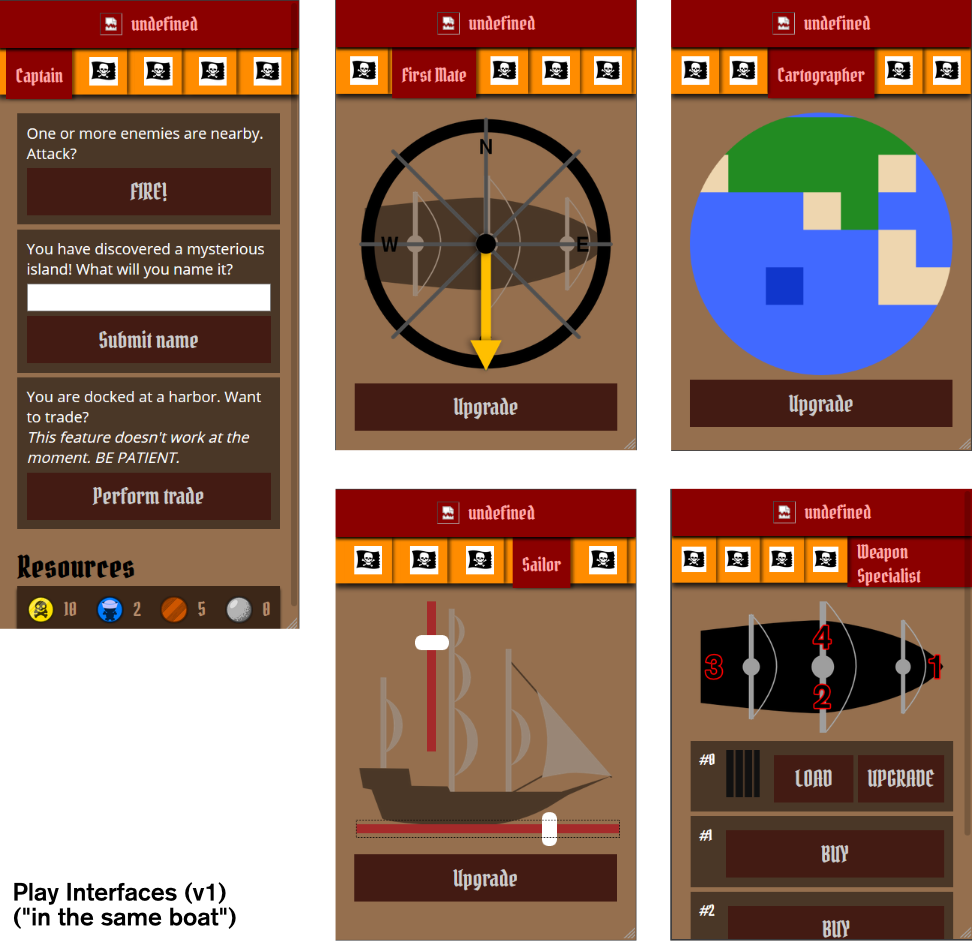 undefined
Captain
One or more enemies are nearby.
Attack?
FIRE!
You have discovered a mysterious
island! What will you name it?
Submit name
You are docked at a harbor. Want
to trade?
This feature doesn't work at the
moment. BE PATIENT.
Perform trade
Resources
10 2 5 0
undefined
First Mate
N
W E
Upgrade
undefined
Cartographer
Upgrade
undefined
Sailor
Upgrade
undefined
Weapon
Specialist
4
3 1
2
#0 LOAD UPGRADE
#1
BUY
#2
BUY
Play Interfaces (v1)
("in the same boat")